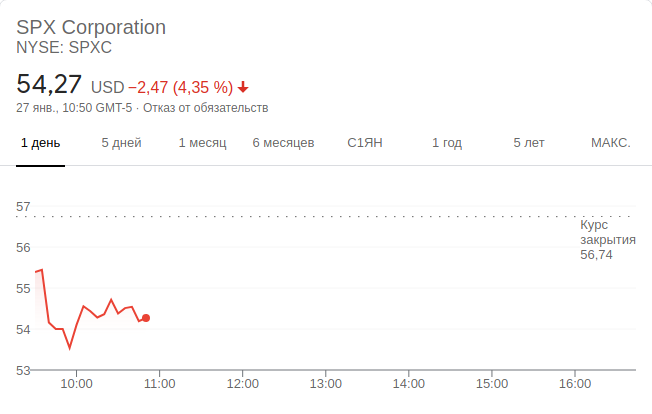 SPX Corporation
NYSE: SPXC
54,27 USD −2,47 (4,35 %)
27 янв., 10:50 GMT-5 · Отказ от обязательств
1 день 5 дней 1 месяц 6 месяцев С1ЯН 1 год 5 лет МАКС.
57
Курс
закрытия
56,74
56
55
54
53
10:00 11:00 12:00 13:00 14:00 15:00 16:00